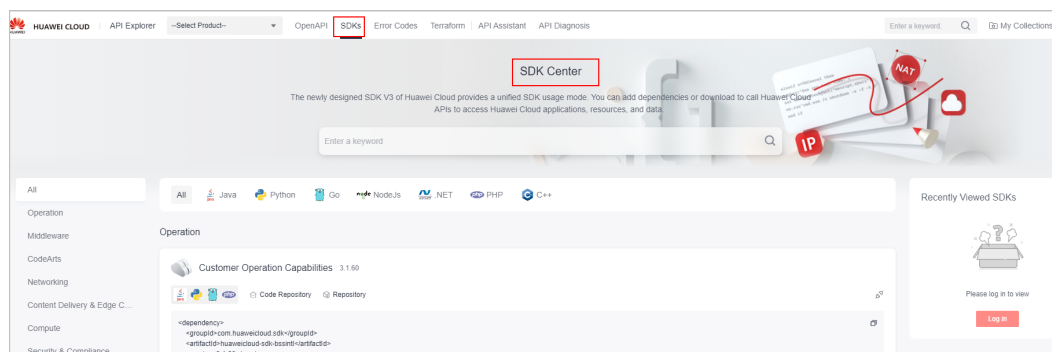 HUAWEI
HUAWEI CLOUD API Explorer --Select Product-- OpenAPI SDKs Error Codes Terraform API Assistant API Diagnosis Enter a keyword. My Collections
SDK Center
The newly designed SDK V3 of Huawei Cloud provides a unified SDK usage mode. You can add dependencies or download to call Huawei Cloud
APIs to access Huawei Cloud applications, resources, and data.
Enter a keyword
NAT
IP
All
Operation
Middleware
CodeArts
Networking
Content Delivery & Edge C...
Compute
Security & Compliance
All Java Python Go NodeJs .NET PHP C++
Operation
Customer Operation Capabilities 3.1.60
Code Repository Repository
<dependency>
<groupId>com.huaweicloud.sdk</groupId>
<artifactId>huaweicloud-sdk-bssintl</artifactId>
Recently Viewed SDKs
Please log in to view
Log in